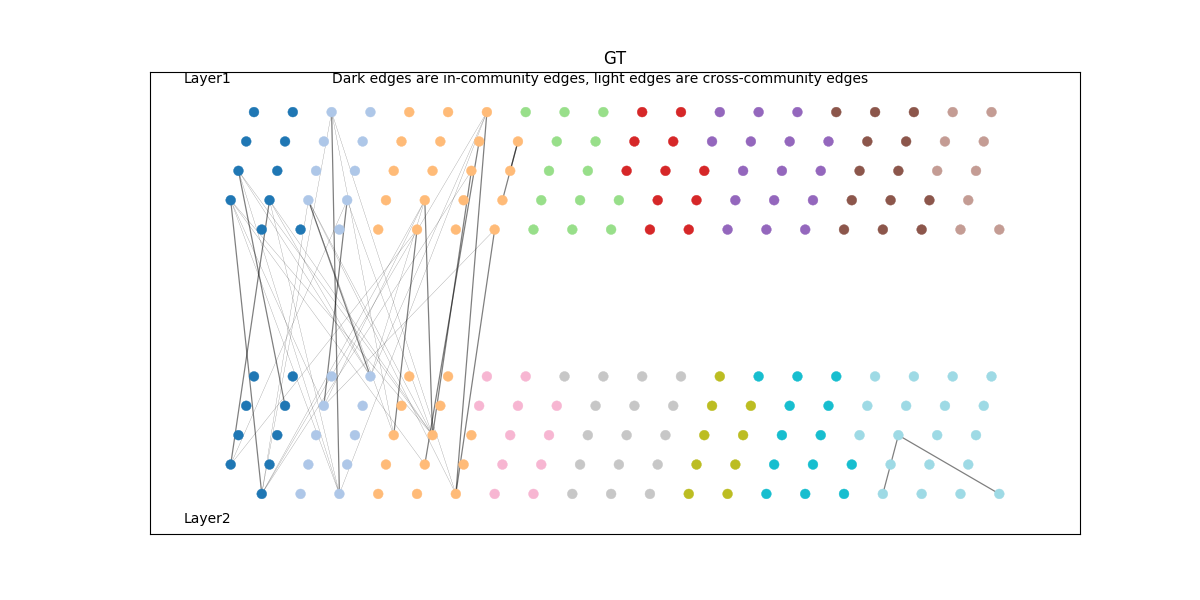 GT
Layer1
Dark edges are in-community edges, light edges are cross-community edges
Layer2